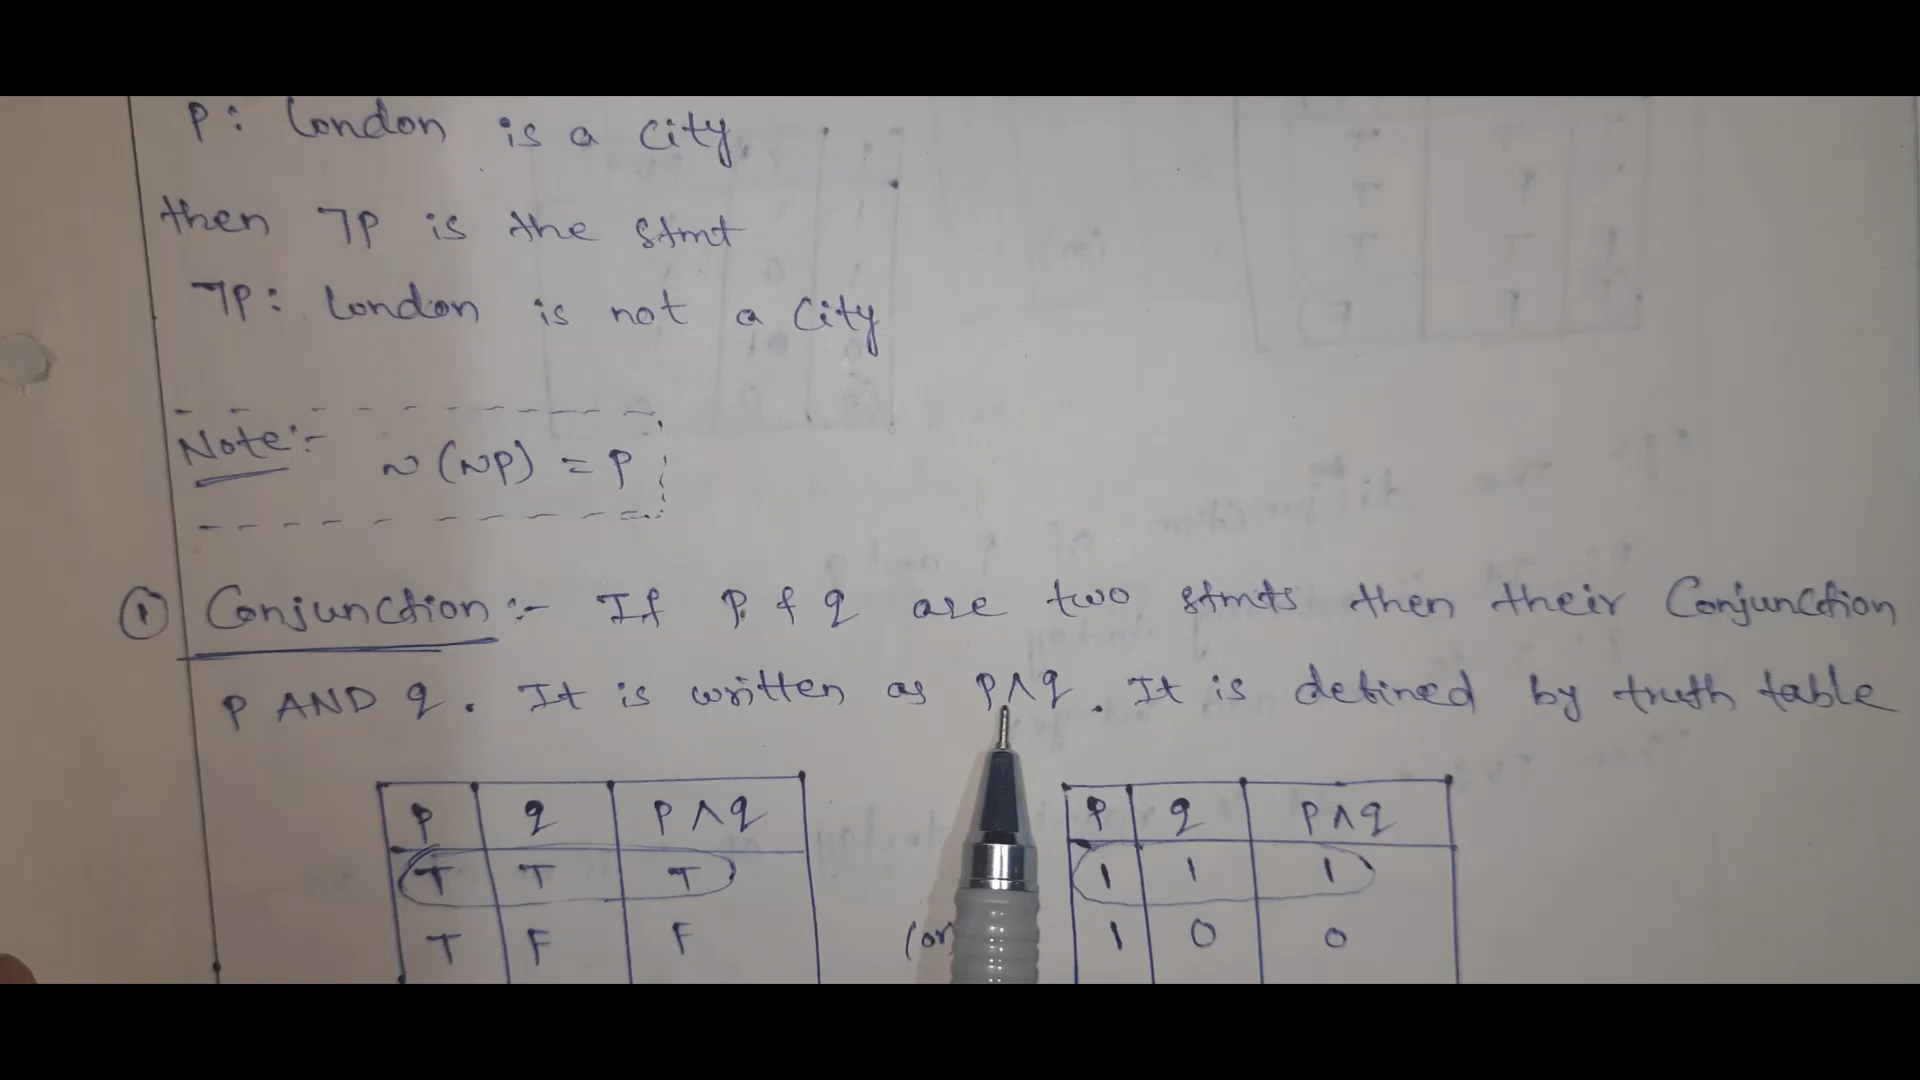 P: London is a City
then ¬P is the stmt
¬P: London is not a City
Note:- ~(~P) = P
① Conjunction :- If P & q are two stmts then their Conjunction
P AND q. It is written as P∧q. It is defined by truth table
P q P∧q P q P∧q
T T T 1 1 1
T F F (or) 1 0 0